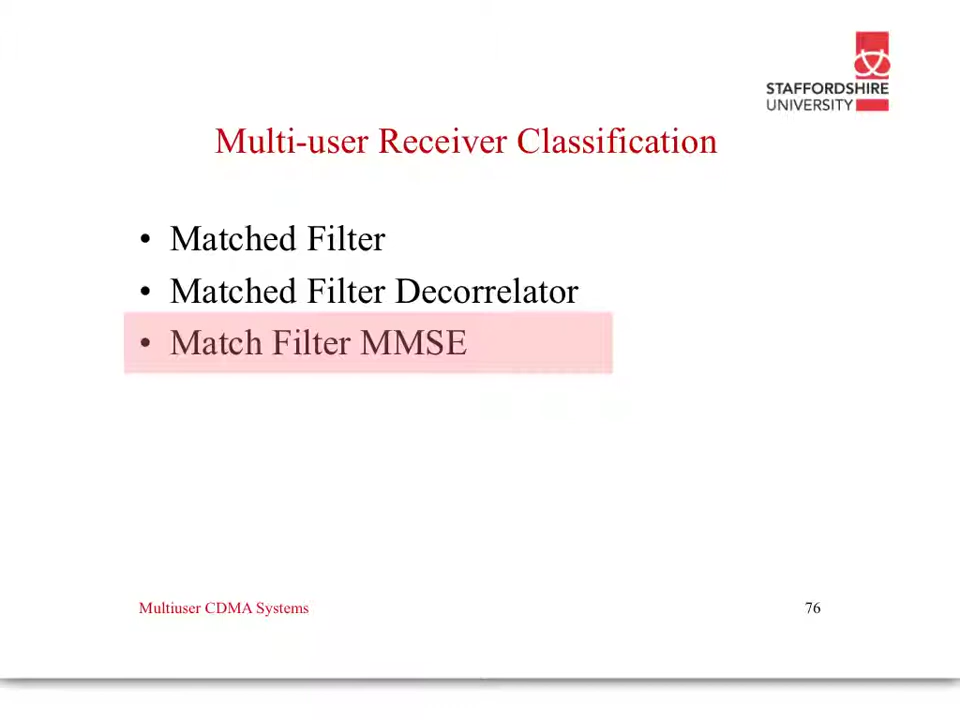 STAFFORDSHIRE
UNIVERSITY
Multi-user Receiver Classification
• Matched Filter
• Matched Filter Decorrelator
• Match Filter MMSE
Multiuser CDMA Systems
76